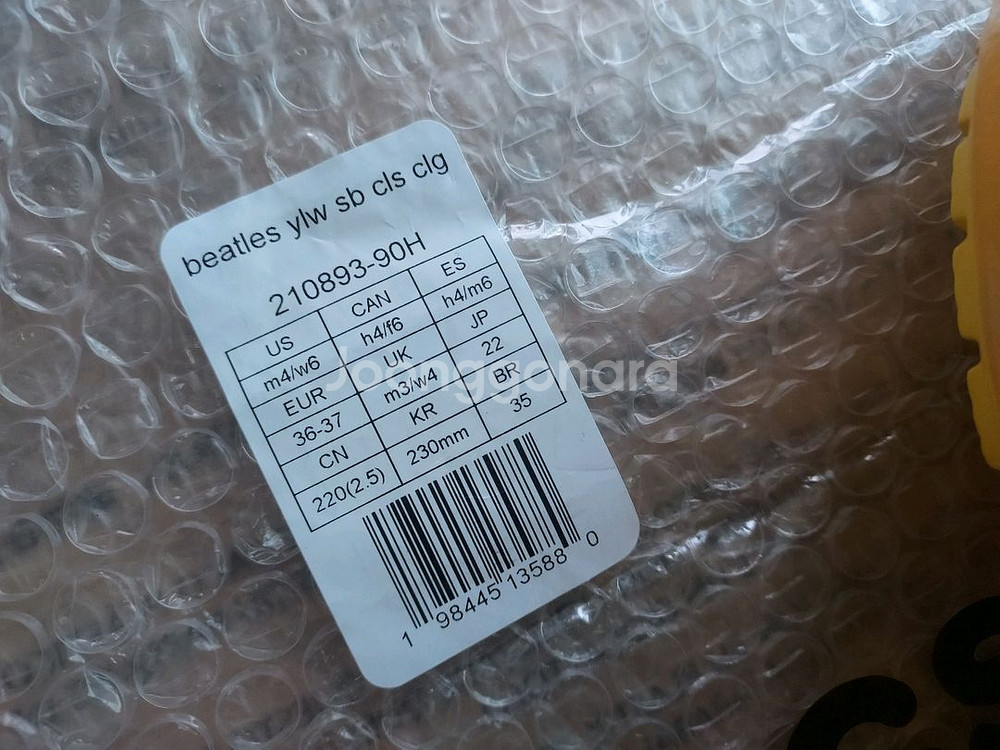 beatles ylw sb cls clg
210893-90H
US CAN ES
m4/w6 h4/f6 h4/m6
EUR UK JP
36-37 m3/w4 22
CN KR BR
220(2.5) 230mm 35
1 98445 13588 0
Joonggonara